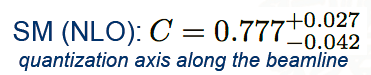 SM (NLO): C = 0.777^{+0.027}_{-0.042}
quantization axis along the beamline